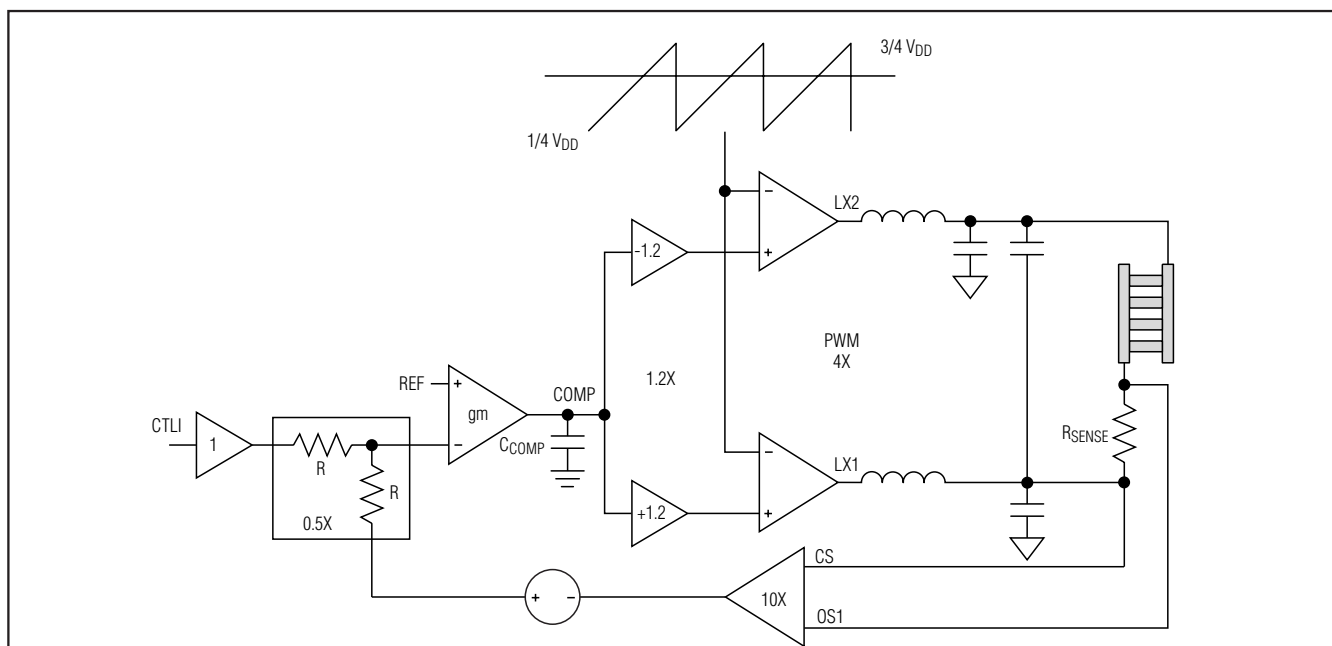 3/4 VDD
1/4 VDD
LX2
-
+
-1.2
PWM
4X
1.2X
REF
+
gm
-
COMP
CCOMP
CTLI
1
R
R
0.5X
+1.2
-
+
LX1
RSENSE
CS
10X
OS1
+ -